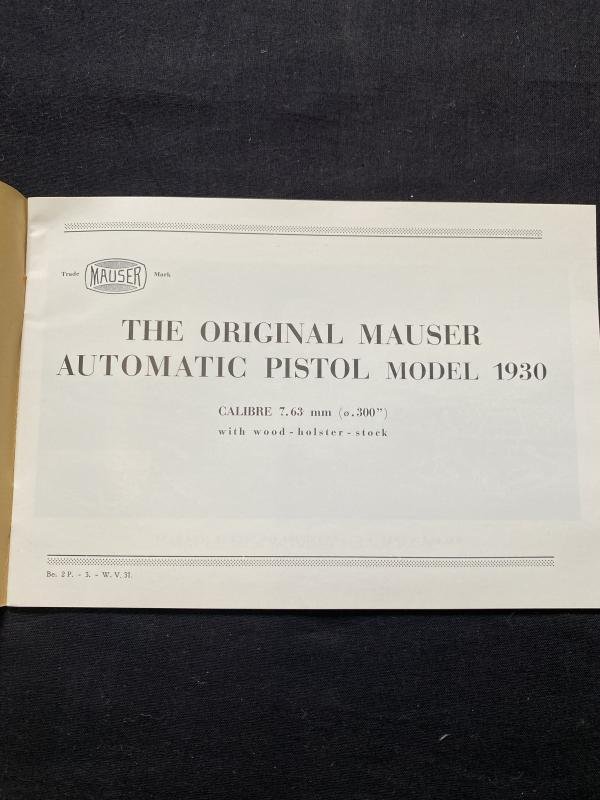 Trade MAUSER Mark
THE ORIGINAL MAUSER
AUTOMATIC PISTOL MODEL 1930
CALIBRE 7.63 mm (ø.300")
with wood-holster-stock
Be. 2 P. - 3. - W. V. 31.